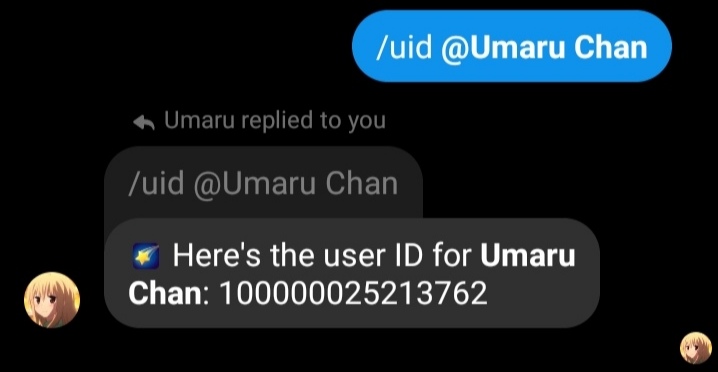 /uid @Umaru Chan
Umaru replied to you
/uid @Umaru Chan
🌠 Here's the user ID for Umaru
Chan: 100000025213762